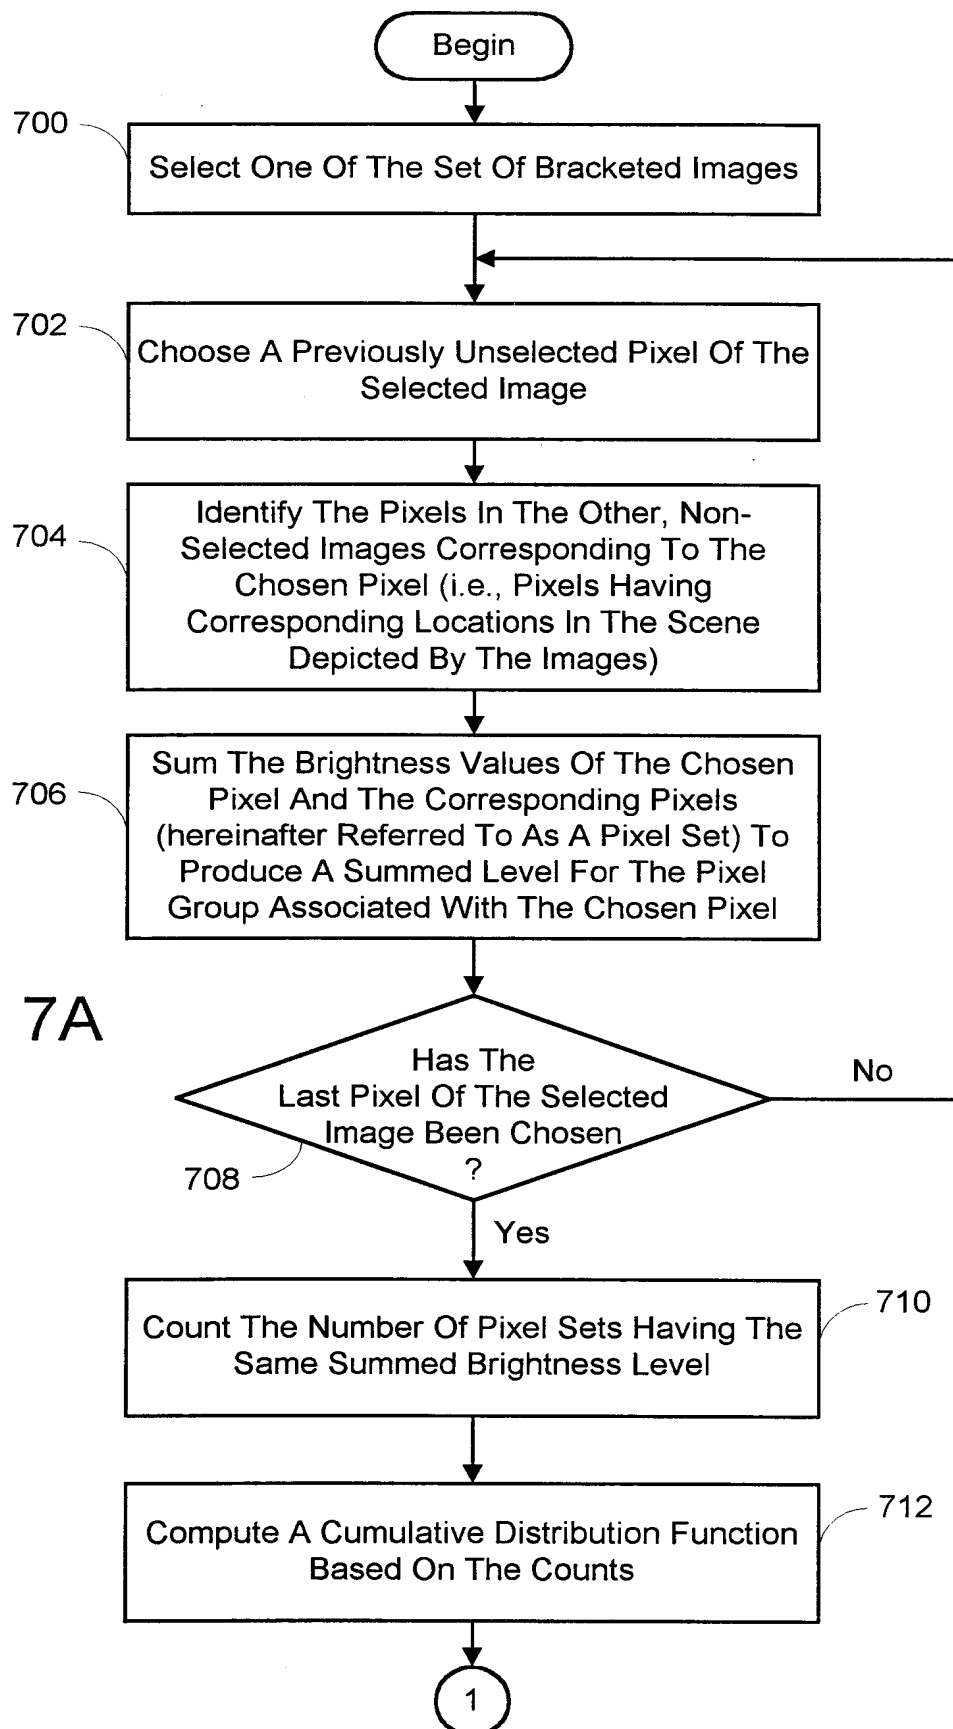 Begin
700
Select One Of The Set Of Bracketed Images
702
Choose A Previously Unselected Pixel Of The
Selected Image
704
Identify The Pixels In The Other, Non-
Selected Images Corresponding To The
Chosen Pixel (i.e., Pixels Having
Corresponding Locations In The Scene
Depicted By The Images)
706
Sum The Brightness Values Of The Chosen
Pixel And The Corresponding Pixels
(hereinafter Referred To As A Pixel Set) To
Produce A Summed Level For The Pixel
Group Associated With The Chosen Pixel
7A
Has The
Last Pixel Of The Selected
Image Been Chosen
?
708
No
Yes
710
Count The Number Of Pixel Sets Having The
Same Summed Brightness Level
712
Compute A Cumulative Distribution Function
Based On The Counts
1